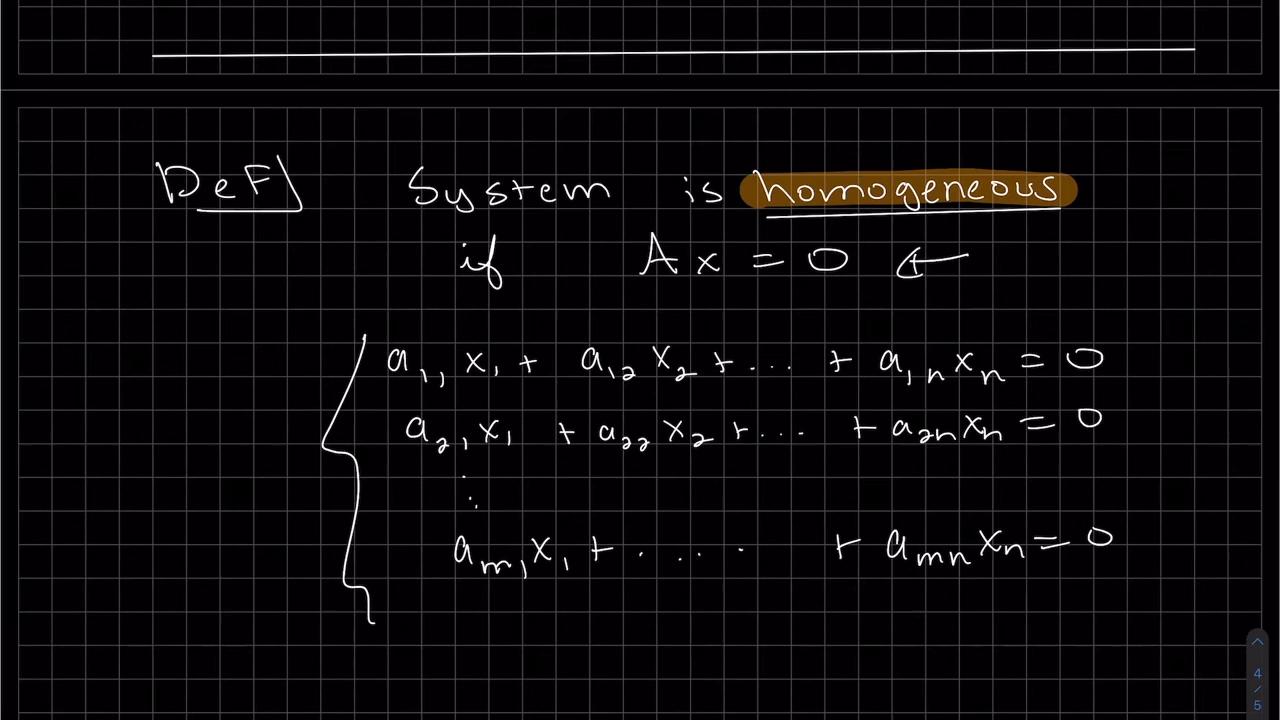 DeF) System is homogeneous
if Ax = 0 ←
a₁₁x₁ + a₁₂x₂ + ... + a₁ₙxₙ = 0
a₂₁x₁ + a₂₂x₂ + ... + a₂ₙxₙ = 0
⋮
aₘ₁x₁ + .... + aₘₙxₙ = 0
4
/
5